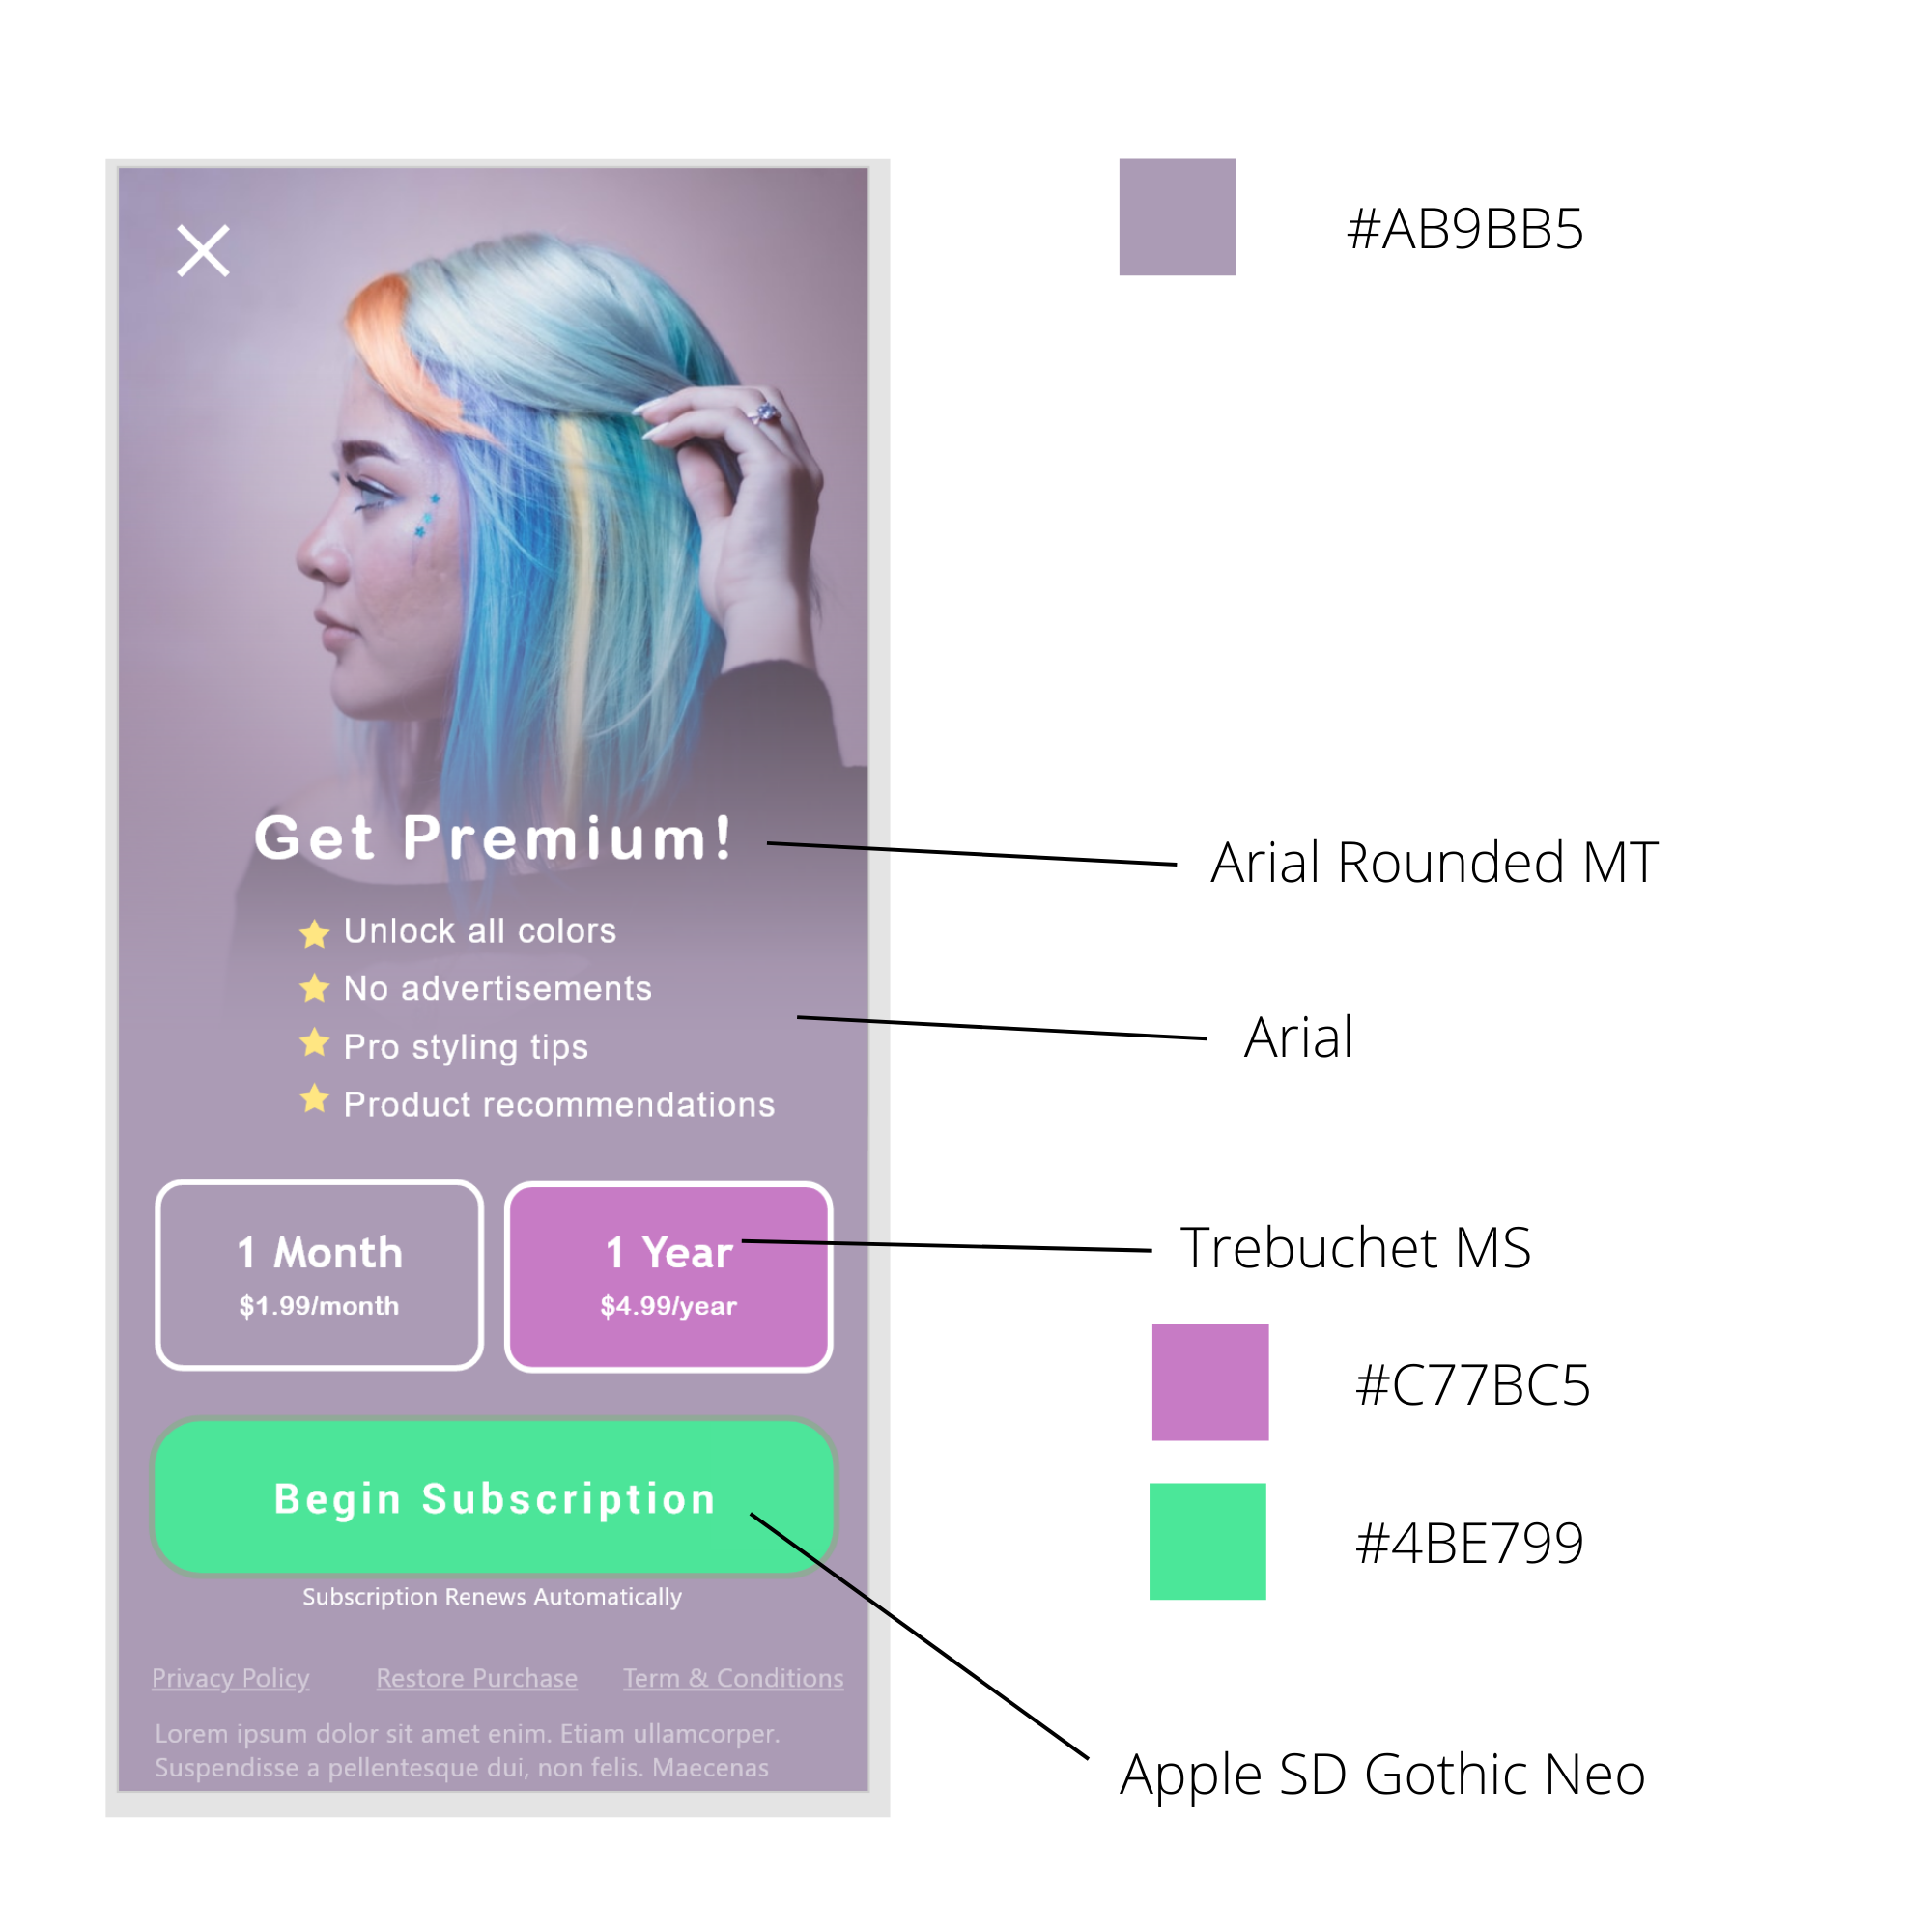 #AB9BB5
Get Premium!
Arial Rounded MT
Unlock all colors
No advertisements
Arial
Pro styling tips
Product recommendations
1 Month
$1.99/month
1 Year
$4.99/year
Trebuchet MS
#C77BC5
Begin Subscription
#4BE799
Subscription Renews Automatically
Privacy Policy
Restore Purchase
Term & Conditions
Lorem ipsum dolor sit amet enim. Etiam ullamcorper.
Suspendisse a pellentesque dui, non felis. Maecenas
Apple SD Gothic Neo